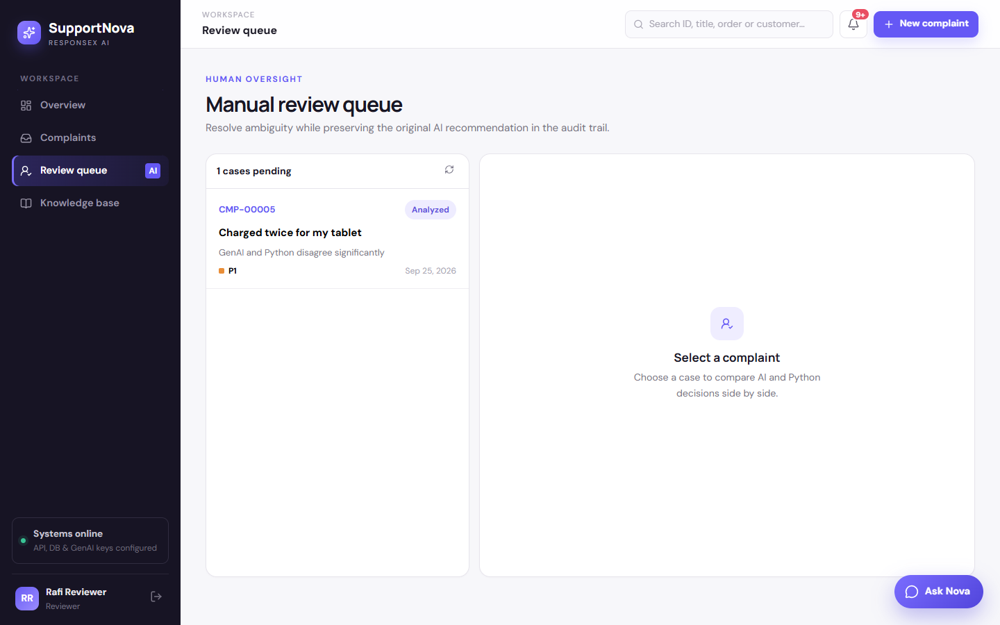 SupportNova
RESPONSEX AI
WORKSPACE
Overview
Complaints
Review queue
AI
Knowledge base
Systems online
API, DB & GenAI keys configured
RR
Rafi Reviewer
Reviewer
WORKSPACE
Review queue
Search ID, title, order or customer...
9+
New complaint
HUMAN OVERSIGHT
Manual review queue
Resolve ambiguity while preserving the original AI recommendation in the audit trail.
1 cases pending
CMP-00005
Analyzed
Charged twice for my tablet
GenAI and Python disagree significantly
P1
Sep 25, 2026
Select a complaint
Choose a case to compare AI and Python
decisions side by side.
Ask Nova